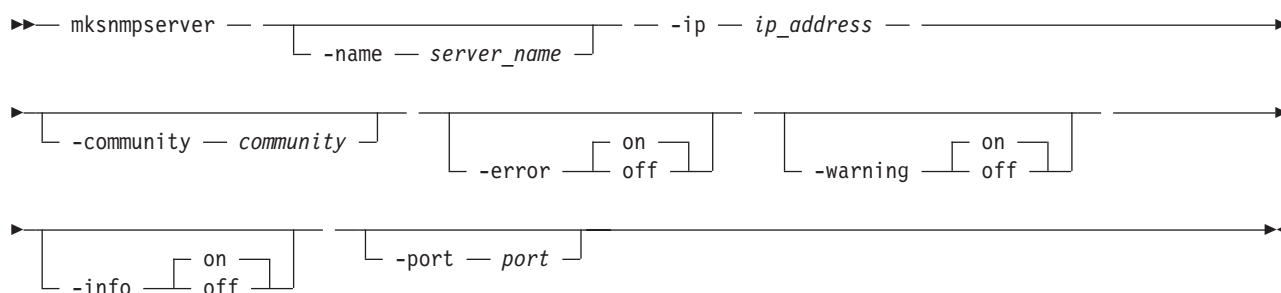 mksnmpserver -name server_name -ip ip_address
-community community -error on off -warning on off
-info on off -port port